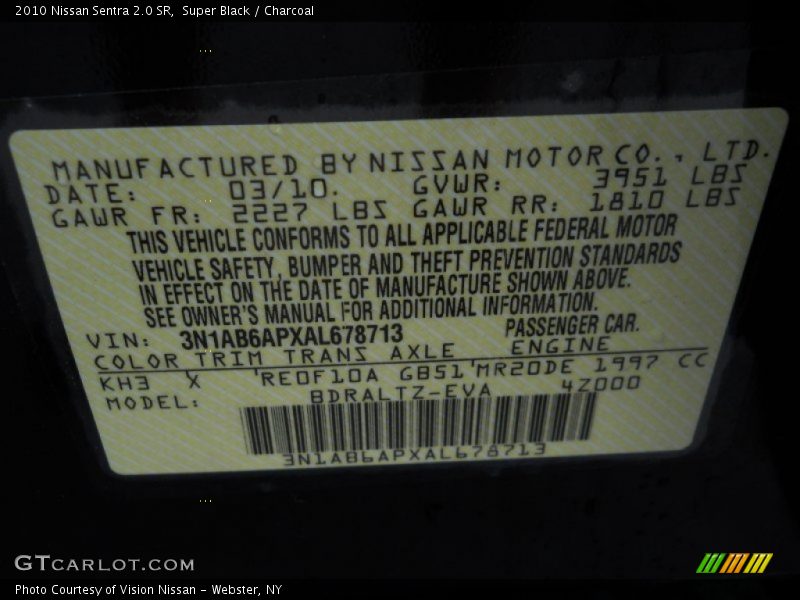 2010 Nissan Sentra 2.0 SR, Super Black / Charcoal
MANUFACTURED BY NISSAN MOTOR CO., LTD.
DATE: 03/10. GVWR: 3951 LBS
GAWR FR: 2227 LBS GAWR RR: 1810 LBS
THIS VEHICLE CONFORMS TO ALL APPLICABLE FEDERAL MOTOR
VEHICLE SAFETY, BUMPER AND THEFT PREVENTION STANDARDS
IN EFFECT ON THE DATE OF MANUFACTURE SHOWN ABOVE.
SEE OWNER'S MANUAL FOR ADDITIONAL INFORMATION.
VIN: 3N1AB6APXAL678713 PASSENGER CAR.
COLOR TRIM TRANS AXLE ENGINE
KH3 X RE0F10A GB51 MR20DE 1997 CC
MODEL: BDRALTZ-EVA 4Z000
3N1AB6APXAL678713
GTCARLOT.COM
Photo Courtesy of Vision Nissan - Webster, NY